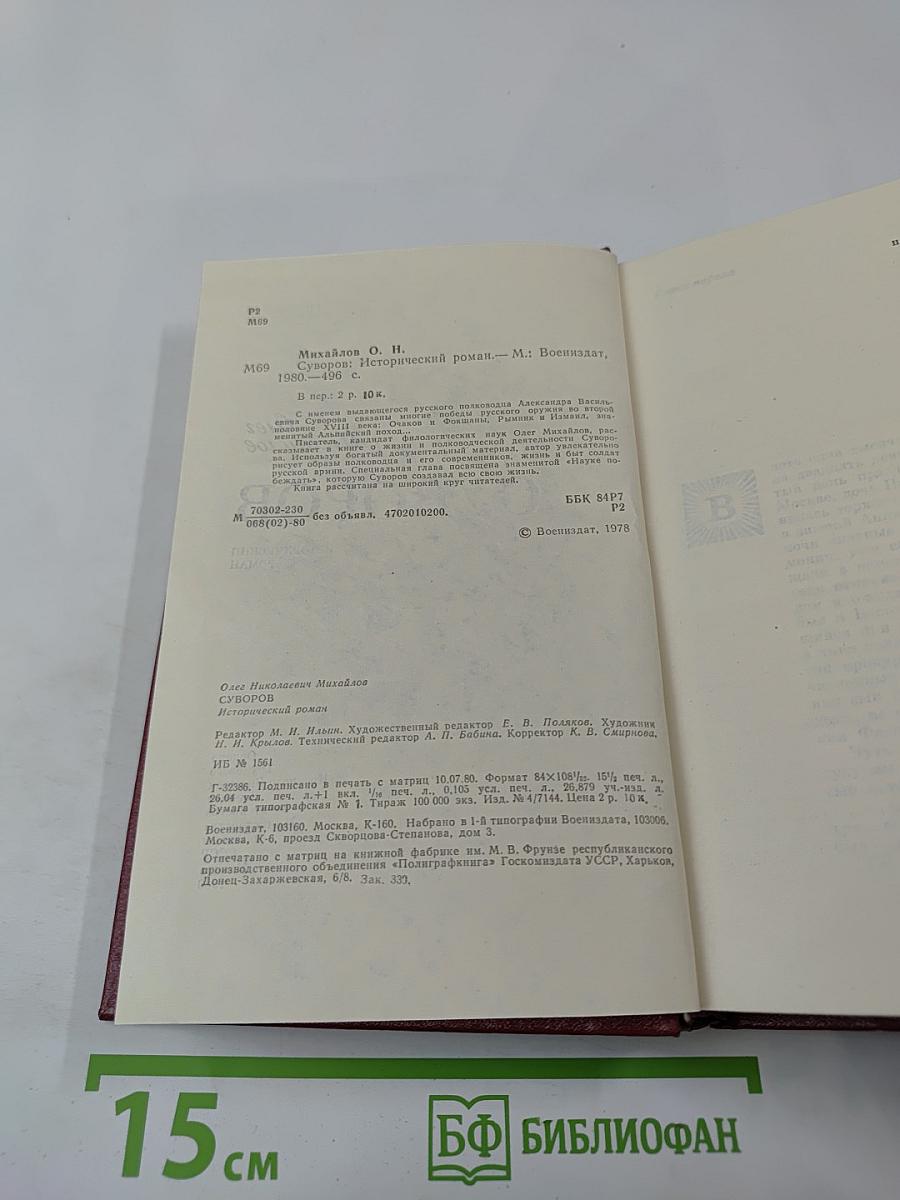 Р2
М69
Михайлов О. Н.
М69 Суворов: Исторический роман.— М.: Воениздат,
1980.—496 с.
В пер.: 2 р. 10 к.
С именем выдающегося русского полководца Александра Василь-
евича Суворова связаны многие победы русского оружия во второй
половине XVIII века: Очаков и Фокшаны, Рымник и Измаил, зна-
менитый Альпийский поход...
Писатель, кандидат филологических наук Олег Михайлов, рас-
сказывает в книге о жизни и полководческой деятельности Суворо-
ва. Используя богатый документальный материал, автор увлекательно
рисует образы полководца и его современников, жизнь и быт солдат
русской армии. Специальная глава посвящена знаменитой «Науке по-
беждать», которую Суворов создавал всю свою жизнь.
Книга рассчитана на широкий круг читателей.
М 70302-230
068(02)-80 без объявл. 4702010200.
ББК 84Р7
Р2
© Воениздат, 1978
Олег Николаевич Михайлов
СУВОРОВ
Исторический роман
Редактор М. И. Ильин. Художественный редактор Е. В. Поляков. Художник
Н. И. Крылов. Технический редактор А. П. Бабина. Корректор К. В. Смирнова.
ИБ № 1561
Г-32386. Подписано в печать с матриц 10.07.80. Формат 84×108¹/₃₂. 15¹/₂ печ. л.,
26,04 усл. печ. л.+1 вкл. ¹/₁₆ печ. л., 0,105 усл. печ. л., 26,879 уч.-изд. л.
Бумага типографская № 1. Тираж 100 000 экз. Изд. № 4/7144. Цена 2 р. 10 к.
Воениздат, 103160, Москва, К-160. Набрано в 1-й типографии Воениздата, 103006,
Москва, К-6, проезд Скворцова-Степанова, дом 3.
Отпечатано с матриц на книжной фабрике им. М. В. Фрунзе республиканского
производственного объединения «Полиграфкнига» Госкомиздата УССР, Харьков,
Донец-Захаржевская, 6/8. Зак. 330.
В
15 см
БФ БИБЛИОФАН